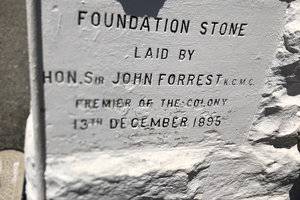 FOUNDATION STONE
LAID BY
HON. SIR JOHN FORREST K.C.M.G.
PREMIER OF THE COLONY
13TH DECEMBER 1895